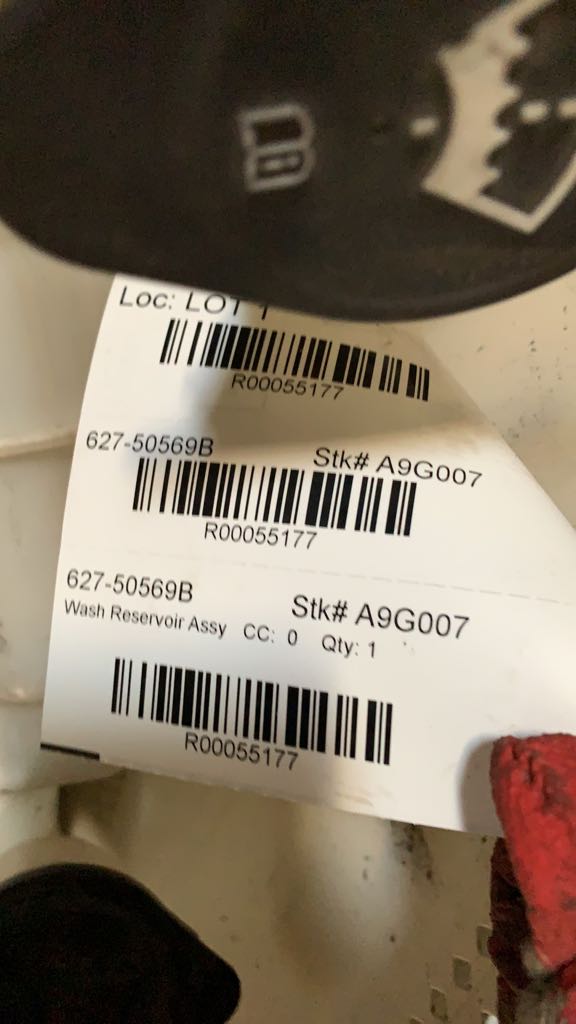 Loc: LOT 1
R00055177
627-50569B Stk# A9G007
R00055177
627-50569B Stk# A9G007
Wash Reservoir Assy CC: 0 Qty: 1
R00055177